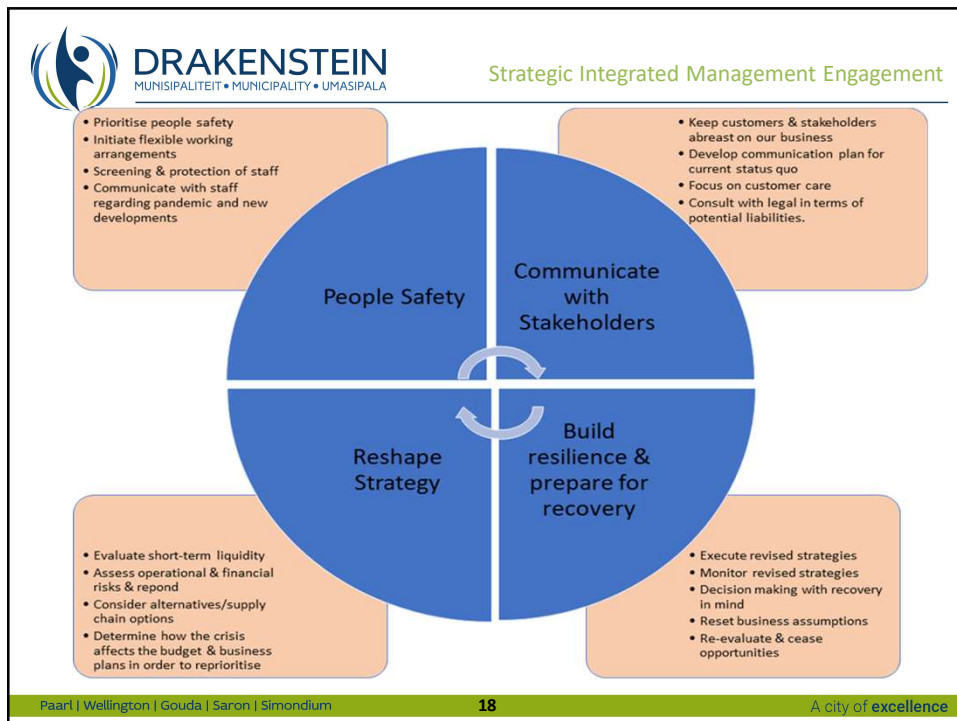 DRAKENSTEIN
MUNISIPALITEIT • MUNICIPALITY • UMASIPALA
Strategic Integrated Management Engagement
• Prioritise people safety
• Initiate flexible working
arrangements
• Screening & protection of staff
• Communicate with staff
regarding pandemic and new
developments
• Keep customers & stakeholders
abreast on our business
• Develop communication plan for
current status quo
• Focus on customer care
• Consult with legal in terms of
potential liabilities.
People Safety
Communicate
with
Stakeholders
Reshape
Strategy
Build
resilience &
prepare for
recovery
• Evaluate short-term liquidity
• Assess operational & financial
risks & repond
• Consider alternatives/supply
chain options
• Determine how the crisis
affects the budget & business
plans in order to reprioritise
• Execute revised strategies
• Monitor revised strategies
• Decision making with recovery
in mind
• Reset business assumptions
• Re-evaluate & cease
opportunities
Paarl | Wellington | Gouda | Saron | Simondium
18
A city of excellence